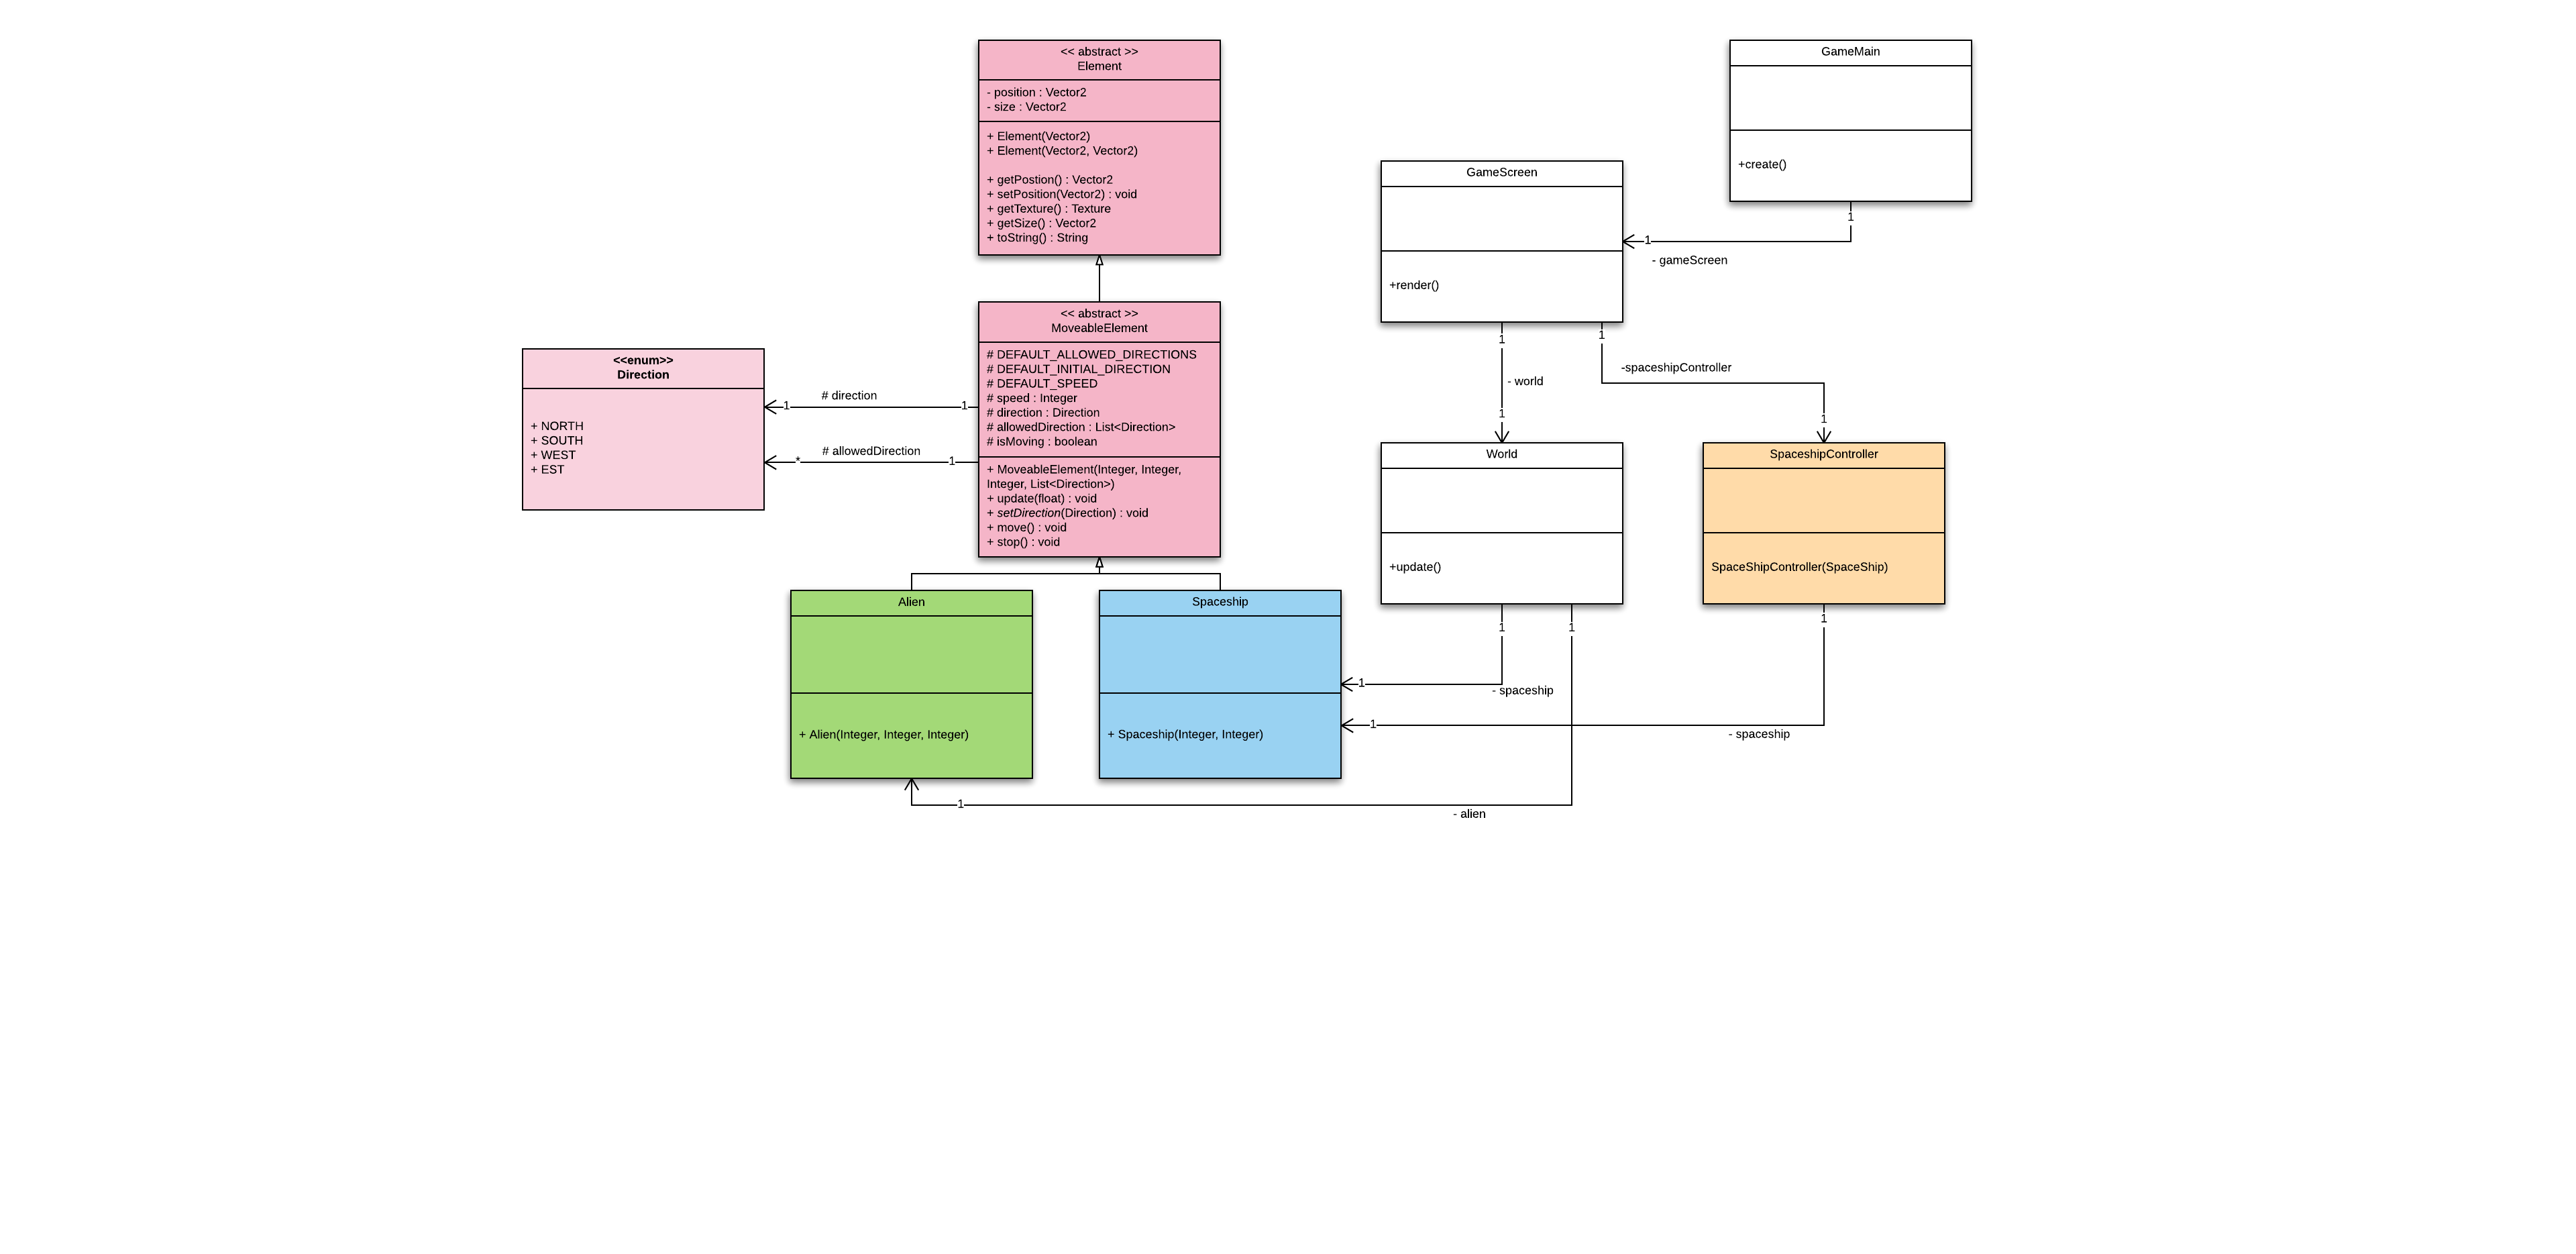 << abstract >>
Element
- position : Vector2
- size : Vector2
+ Element(Vector2)
+ Element(Vector2, Vector2)
+ getPostion() : Vector2
+ setPosition(Vector2) : void
+ getTexture() : Texture
+ getSize() : Vector2
+ toString() : String
GameMain
+create()
1
1
- gameScreen
GameScreen
+render()
1
1
- world
1
-spaceshipController
1
<< abstract >>
MoveableElement
# DEFAULT_ALLOWED_DIRECTIONS
# DEFAULT_INITIAL_DIRECTION
# DEFAULT_SPEED
# speed : Integer
# direction : Direction
# allowedDirection : List<Direction>
# isMoving : boolean
+ MoveableElement(Integer, Integer,
Integer, List<Direction>)
+ update(float) : void
+ setDirection(Direction) : void
+ move() : void
+ stop() : void
<<enum>>
Direction
+ NORTH
+ SOUTH
+ WEST
+ EST
# direction
1
1
# allowedDirection
*
1
World
+update()
SpaceshipController
SpaceShipController(SpaceShip)
1
1
1
Alien
+ Alien(Integer, Integer, Integer)
Spaceship
+ Spaceship(Integer, Integer)
1
- spaceship
1
- spaceship
1
- alien